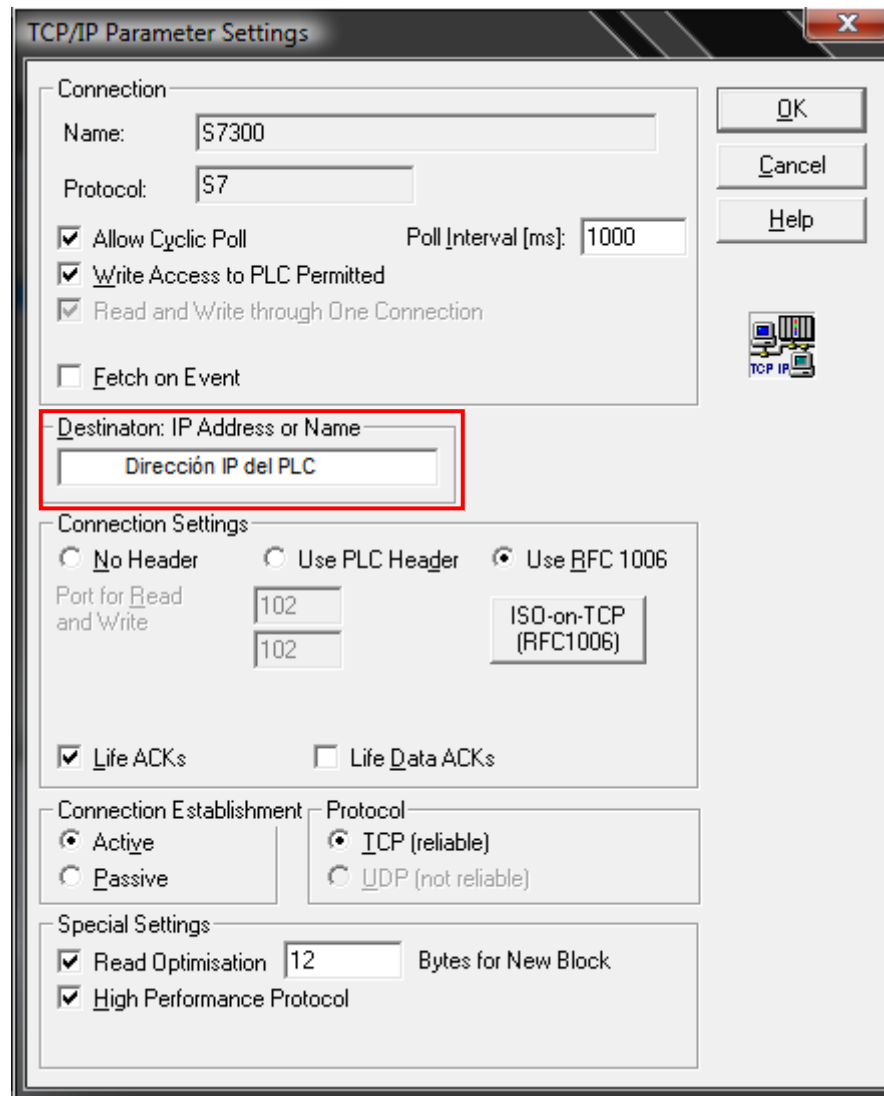 TCP/IP Parameter Settings
Connection
OK
Name: S7300
Cancel
Protocol: S7
Help
Allow Cyclic Poll Poll Interval [ms]: 1000
Write Access to PLC Permitted
Read and Write through One Connection
TCP IP
Fetch on Event
Destinaton: IP Address or Name
Dirección IP del PLC
Connection Settings
No Header Use PLC Header Use RFC 1006
Port for Read
and Write
102
102
ISO-on-TCP
(RFC1006)
Life ACKs Life Data ACKs
Connection Establishment Protocol
Active TCP (reliable)
Passive UDP (not reliable)
Special Settings
Read Optimisation 12 Bytes for New Block
High Performance Protocol